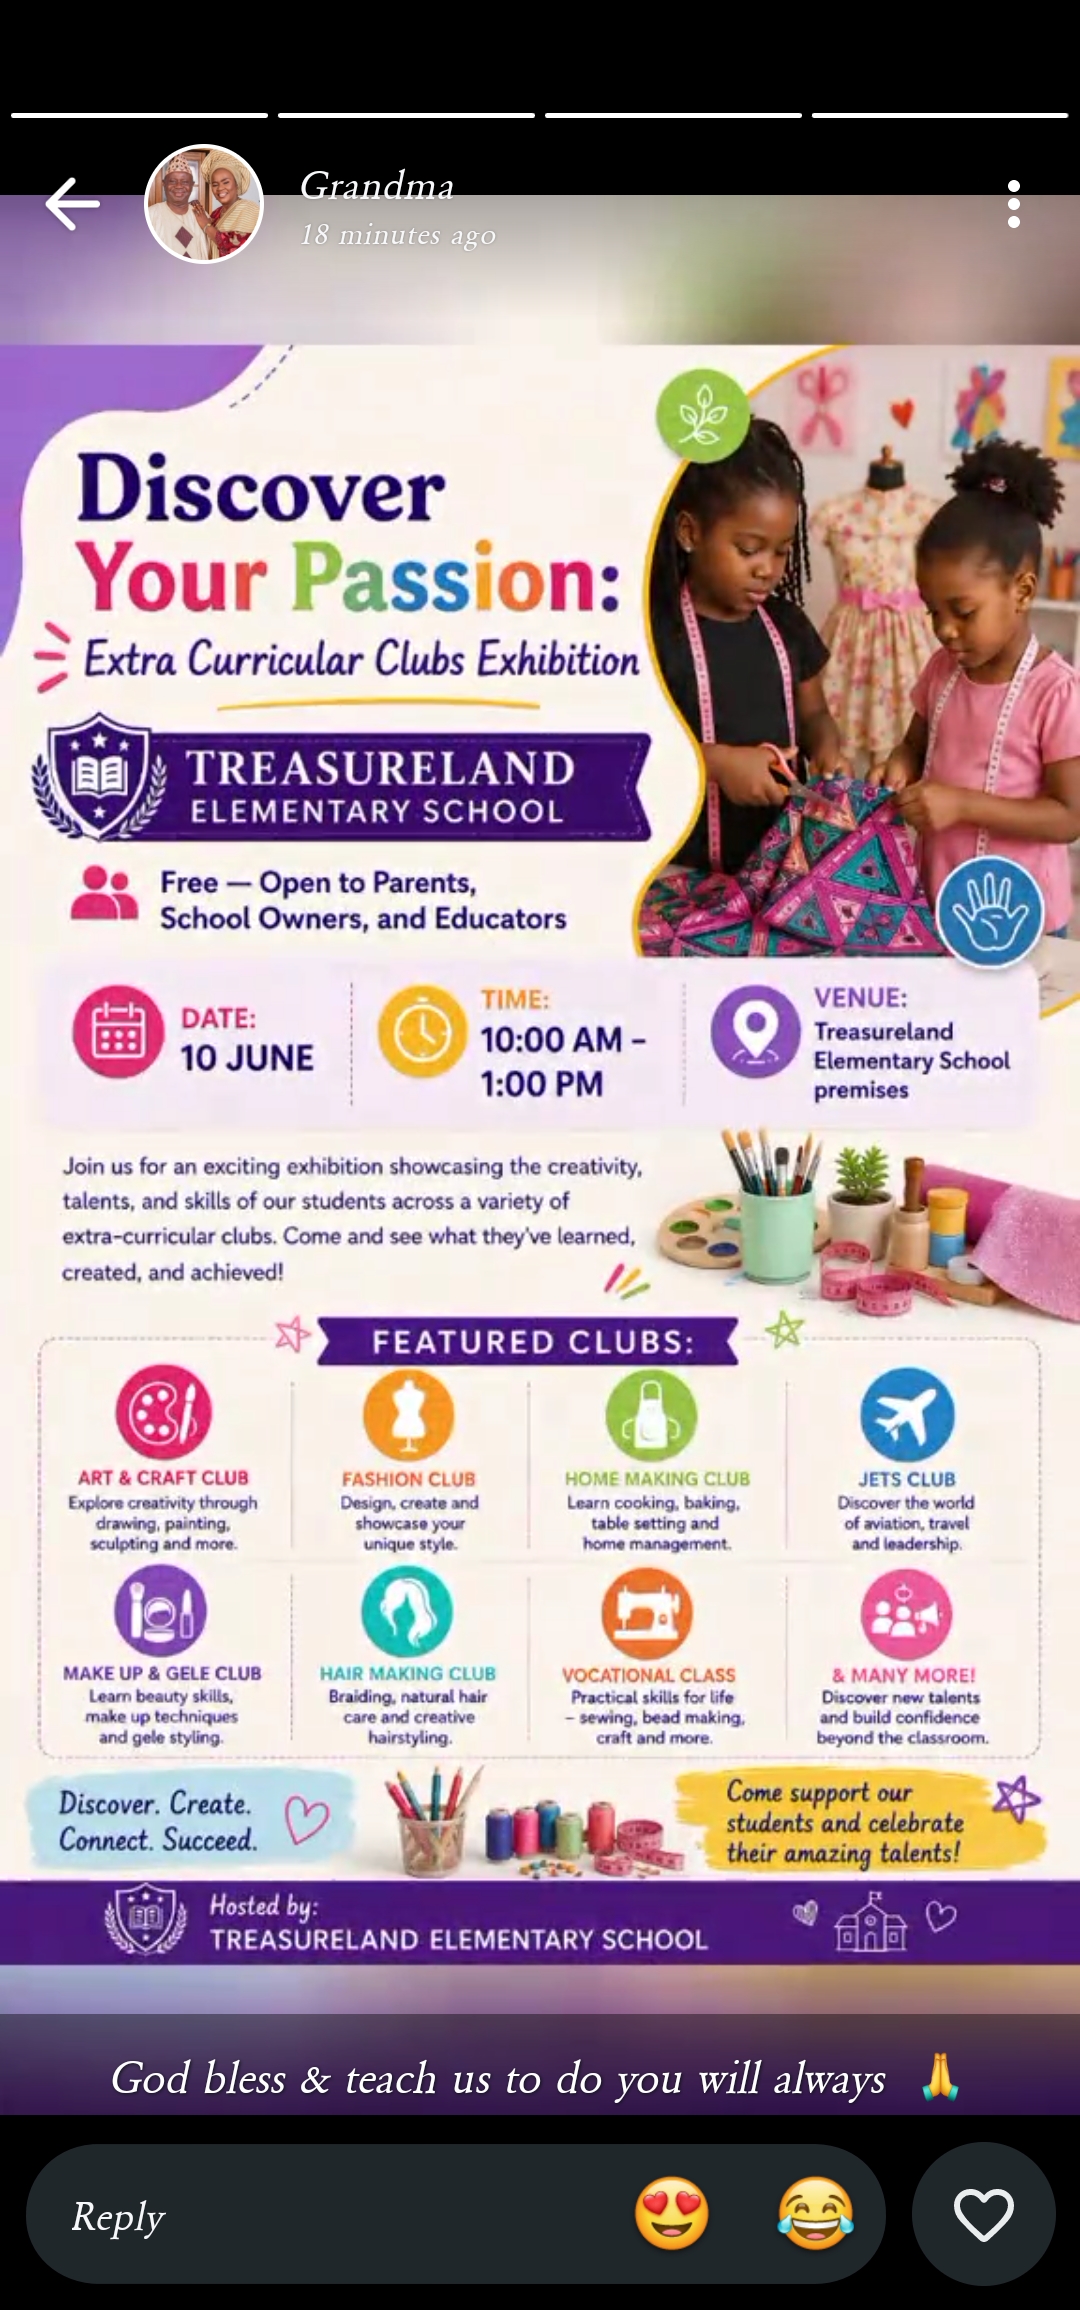 Grandma
18 minutes ago
Discover
Your Passion:
Extra Curricular Clubs Exhibition
TREASURELAND
ELEMENTARY SCHOOL
Free — Open to Parents,
School Owners, and Educators
DATE:
10 JUNE
TIME:
10:00 AM –
1:00 PM
VENUE:
Treasureland
Elementary School
premises
Join us for an exciting exhibition showcasing the creativity,
talents, and skills of our students across a variety of
extra-curricular clubs. Come and see what they've learned,
created, and achieved!
FEATURED CLUBS:
ART & CRAFT CLUB
Explore creativity through
drawing, painting,
sculpting and more.
FASHION CLUB
Design, create and
showcase your
unique style.
HOME MAKING CLUB
Learn cooking, baking,
table setting and
home management.
JETS CLUB
Discover the world
of aviation, travel
and leadership.
MAKE UP & GELE CLUB
Learn beauty skills,
make up techniques
and gele styling.
HAIR MAKING CLUB
Braiding, natural hair
care and creative
hairstyling.
VOCATIONAL CLASS
Practical skills for life
– sewing, bead making,
craft and more.
& MANY MORE!
Discover new talents
and build confidence
beyond the classroom.
Discover. Create.
Connect. Succeed.
Come support our
students and celebrate
their amazing talents!
Hosted by:
TREASURELAND ELEMENTARY SCHOOL
God bless & teach us to do you will always 🙏
Reply